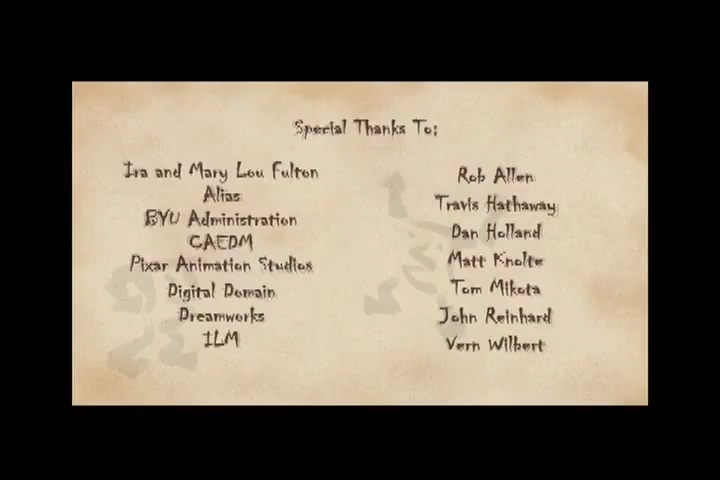 Special Thanks To:
Ira and Mary Lou Fulton
Alias
BYU Administration
CAEDM
Pixar Animation Studios
Digital Domain
Dreamworks
ILM
Rob Allen
Travis Hathaway
Dan Holland
Matt Knolte
Tom Mikota
John Reinhard
Vern Wilbert